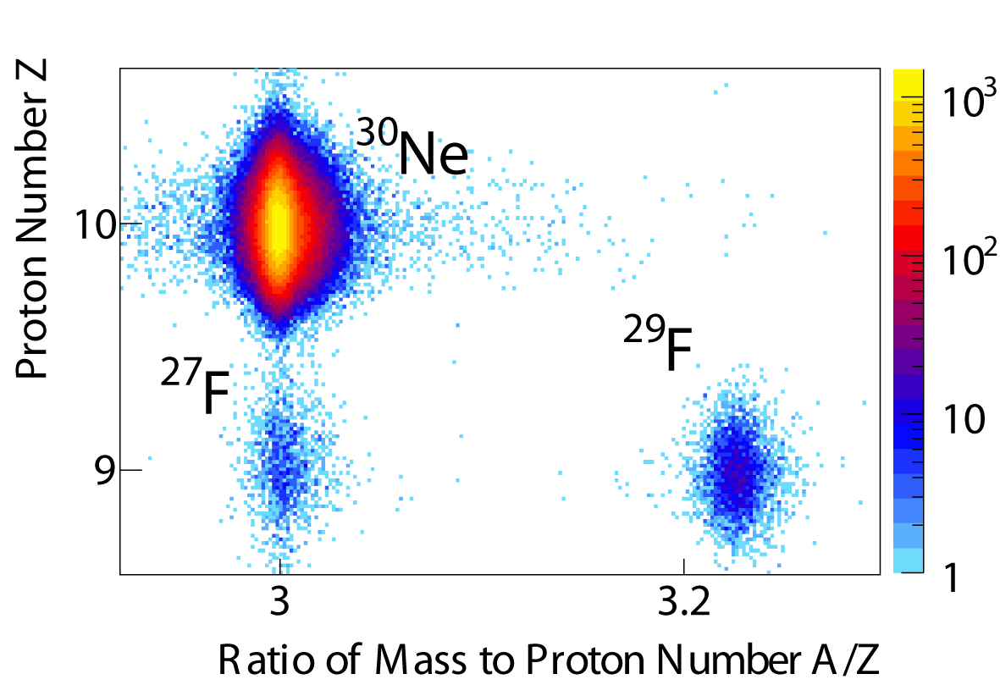 Proton Number Z
10
9
³⁰Ne
²⁷F
²⁹F
3
3.2
Ratio of Mass to Proton Number A/Z
10³
10²
10
1